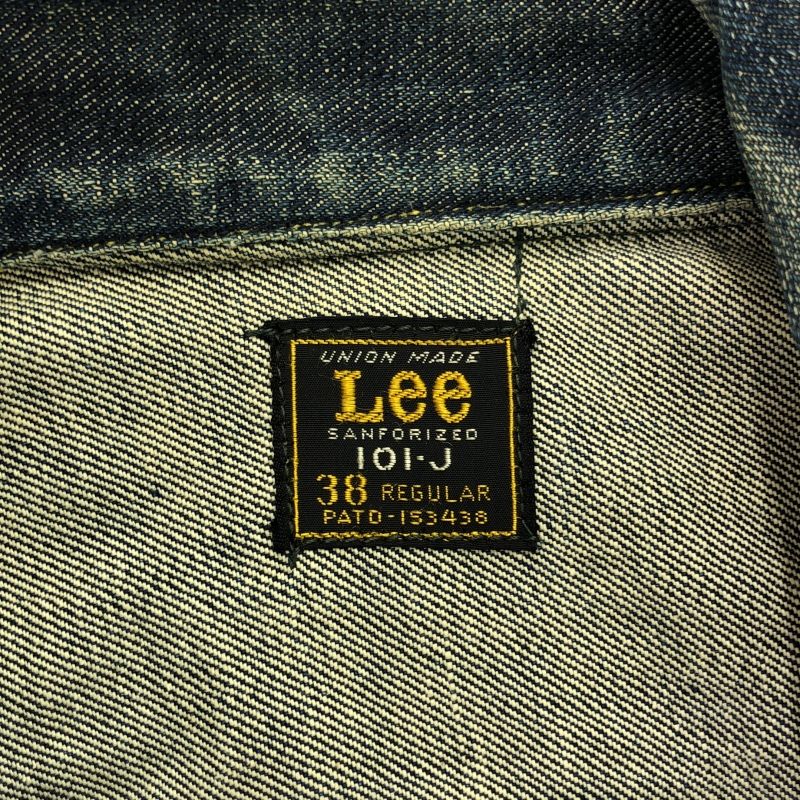 UNION MADE
Lee
SANFORIZED
101-J
38 REGULAR
PATD-153438